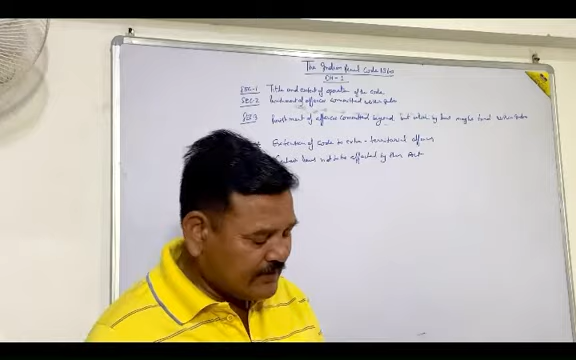 The Indian Penal Code 1860
CH-1
SEC-1 Title and extent of operation of the code
SEC-2 Punishment of offences committed within India
SEC 3 Punishment of offences committed beyond but which by law may be tried within India
Extension of code to extra-territorial offences
laws not to be affected by this Act